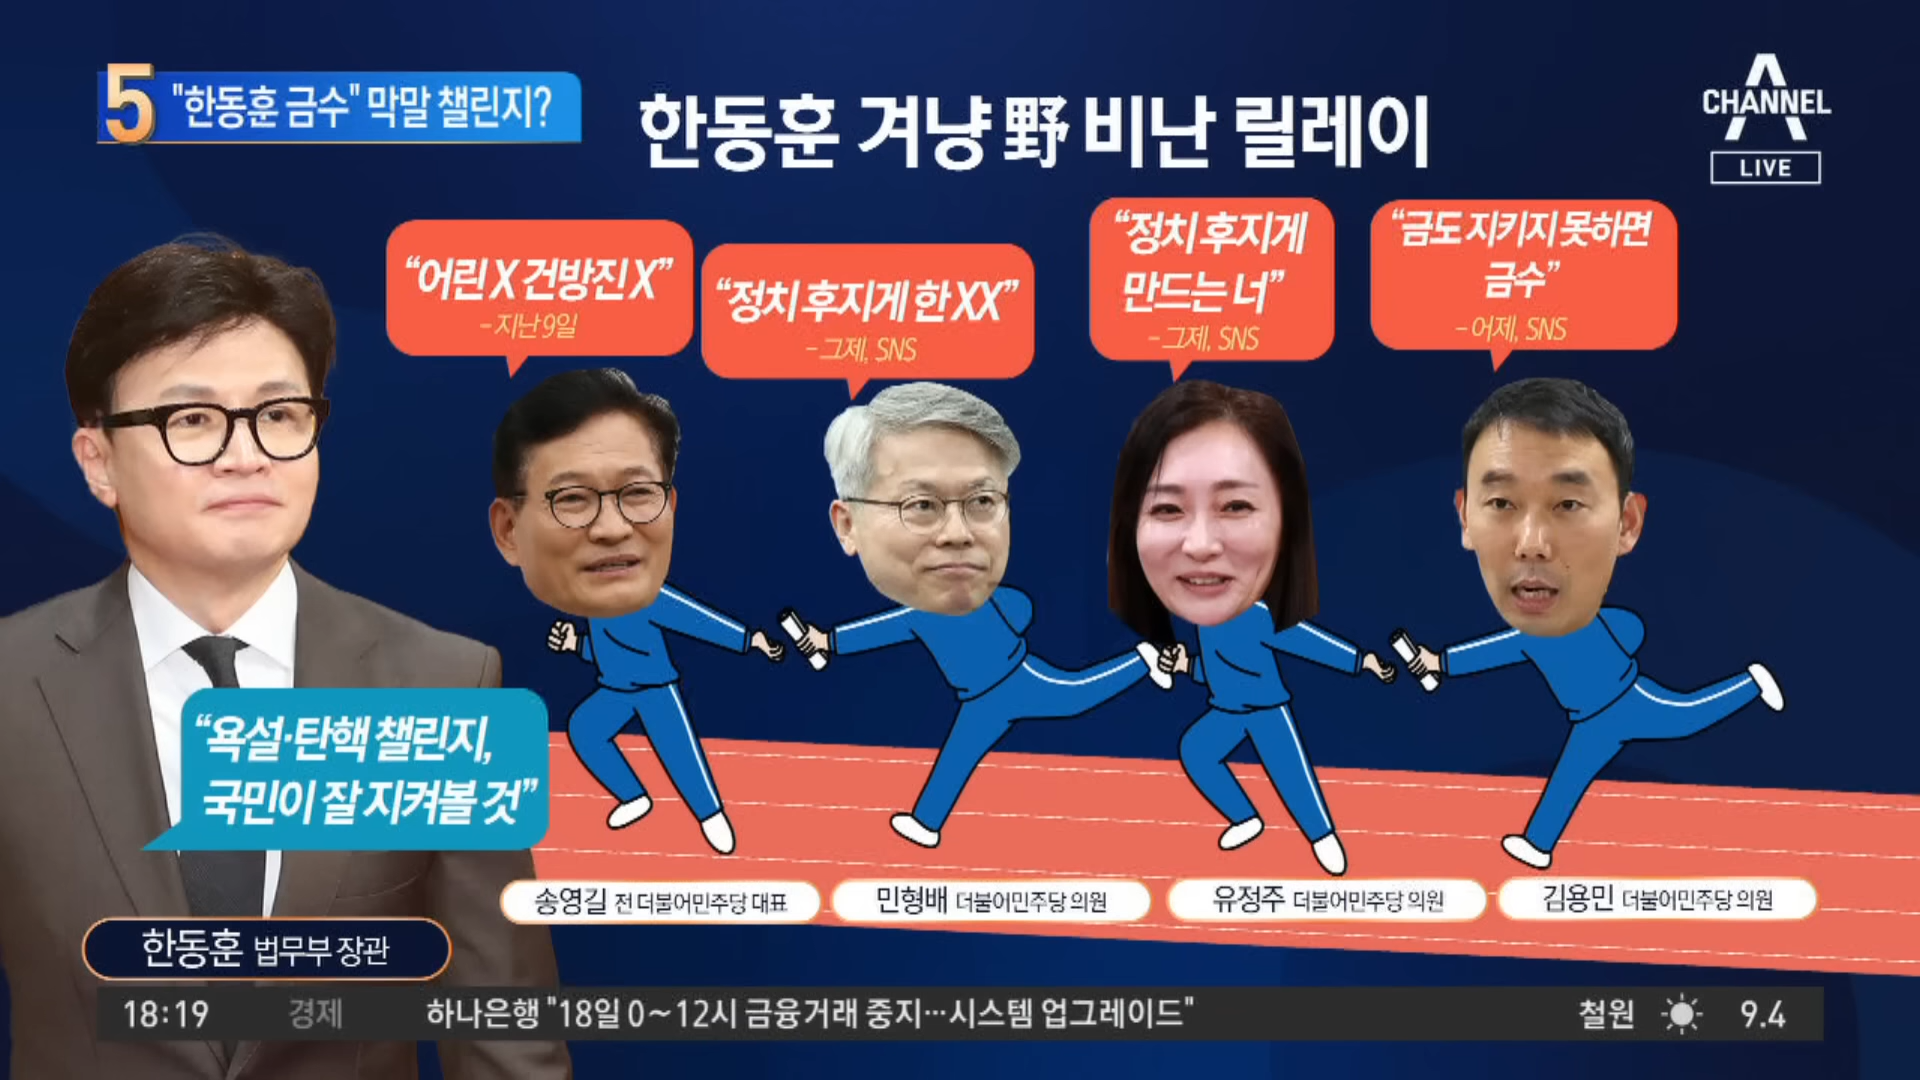 5 "한동훈 금수" 막말 챌린지?
한동훈 겨냥 野 비난 릴레이
CHANNEL A
LIVE
“어린X 건방진X”
- 지난 9일
“정치 후지게 한 XX”
- 그제, SNS
“정치 후지게
만드는 너”
- 그제, SNS
“금도 지키지 못하면
금수”
- 어제, SNS
“욕설·탄핵 챌린지,
국민이 잘 지켜볼 것”
송영길 전 더불어민주당 대표
민형배 더불어민주당 의원
유정주 더불어민주당 의원
김용민 더불어민주당 의원
한동훈 법무부 장관
18:19 경제 하나은행 "18일 0~12시 금융거래 중지…시스템 업그레이드" 철원 9.4